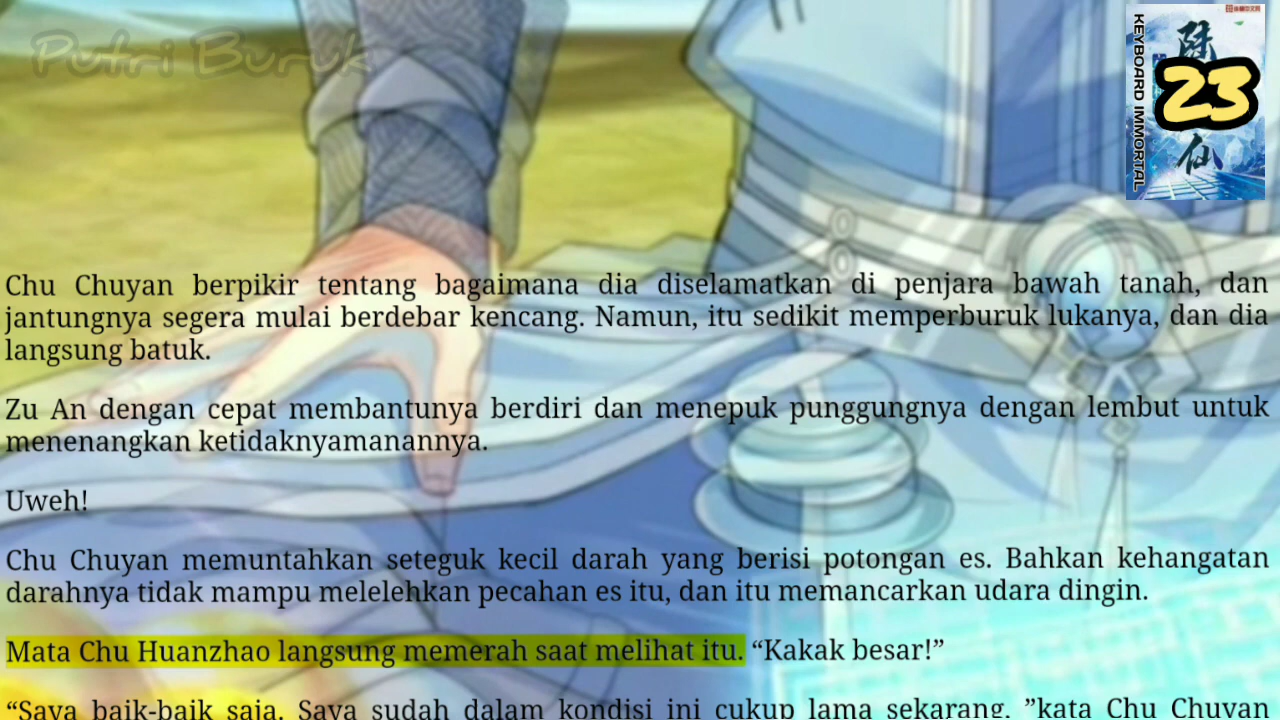 Putri Buruk
KEYBOARD IMMORTAL
陆
23
仙
Chu Chuyan berpikir tentang bagaimana dia diselamatkan di penjara bawah tanah, dan
jantungnya segera mulai berdebar kencang. Namun, itu sedikit memperburuk lukanya, dan dia
langsung batuk.
Zu An dengan cepat membantunya berdiri dan menepuk punggungnya dengan lembut untuk
menenangkan ketidaknyamanannya.
Uweh!
Chu Chuyan memuntahkan seteguk kecil darah yang berisi potongan es. Bahkan kehangatan
darahnya tidak mampu melelehkan pecahan es itu, dan itu memancarkan udara dingin.
Mata Chu Huanzhao langsung memerah saat melihat itu. “Kakak besar!”
“Saya baik-baik saja. Saya sudah dalam kondisi ini cukup lama sekarang, ”kata Chu Chuyan